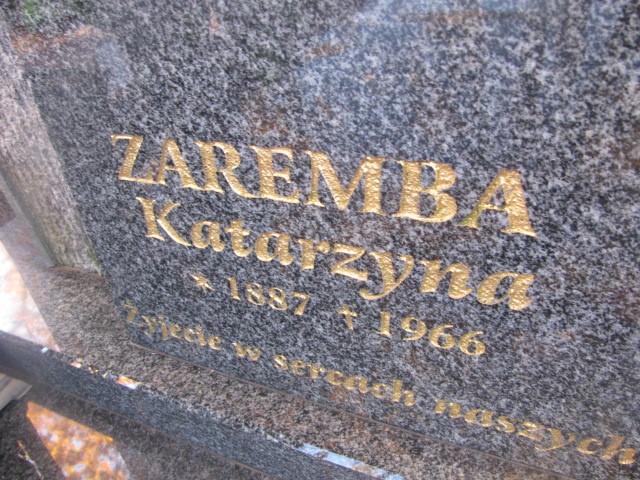 ZAREMBA
Katarzyna
* 1887 † 1966
Żyjecie w sercach naszych